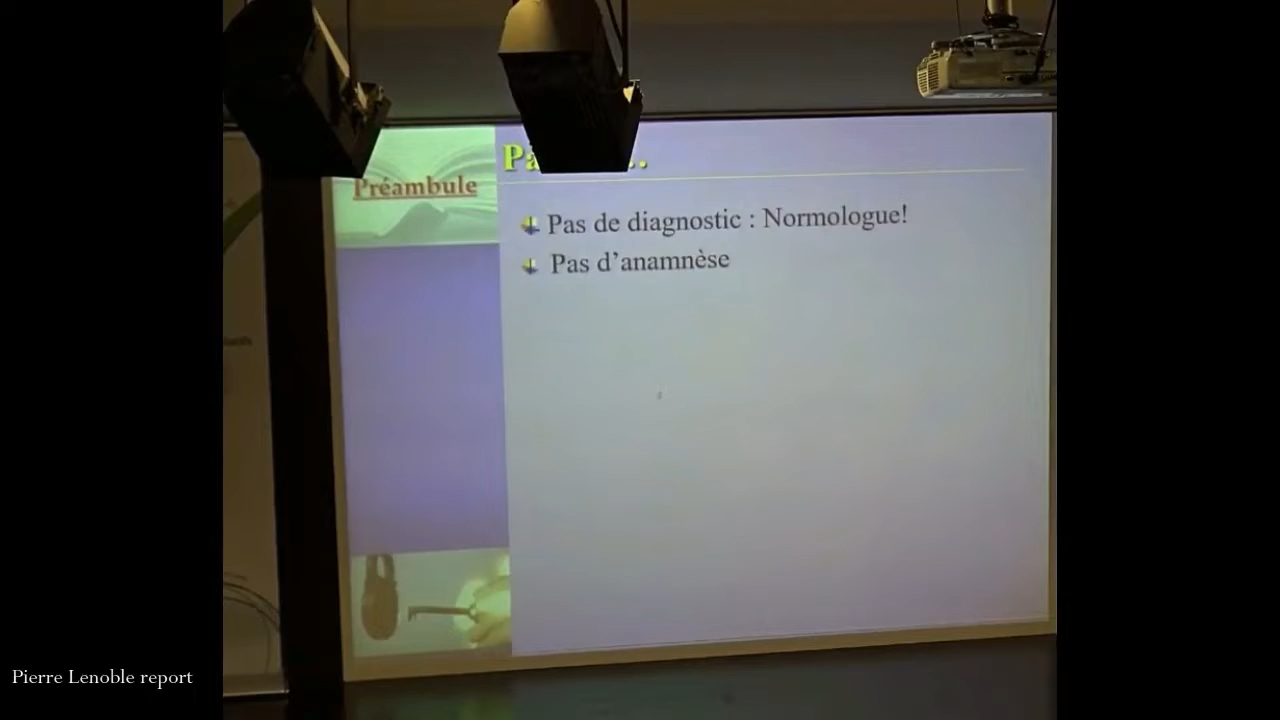 Préambule
Pas de diagnostic : Normologue!
Pas d'anamnèse
Pierre Lenoble report